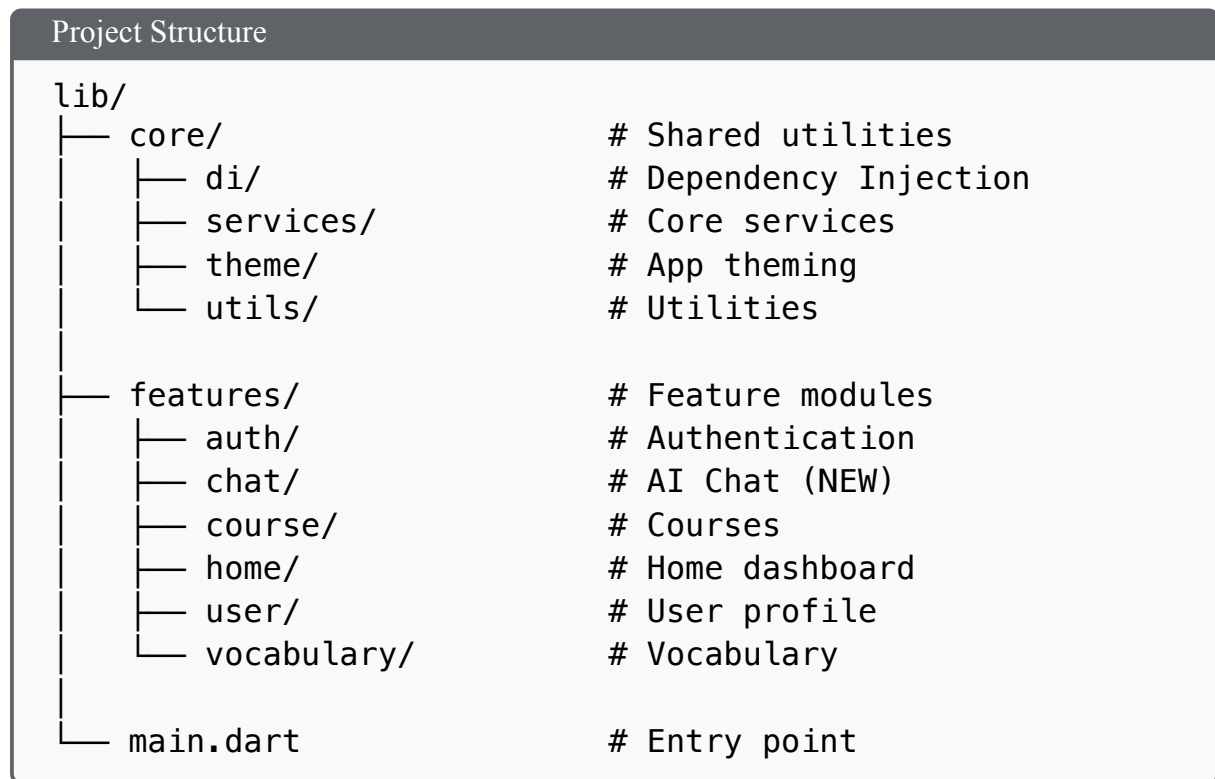 Project Structure
lib/
├── core/                    # Shared utilities
│   ├── di/                  # Dependency Injection
│   ├── services/            # Core services
│   ├── theme/               # App theming
│   └── utils/               # Utilities
│
├── features/                # Feature modules
│   ├── auth/                # Authentication
│   ├── chat/                # AI Chat (NEW)
│   ├── course/              # Courses
│   ├── home/                # Home dashboard
│   ├── user/                # User profile
│   └── vocabulary/          # Vocabulary
│
└── main.dart                # Entry point